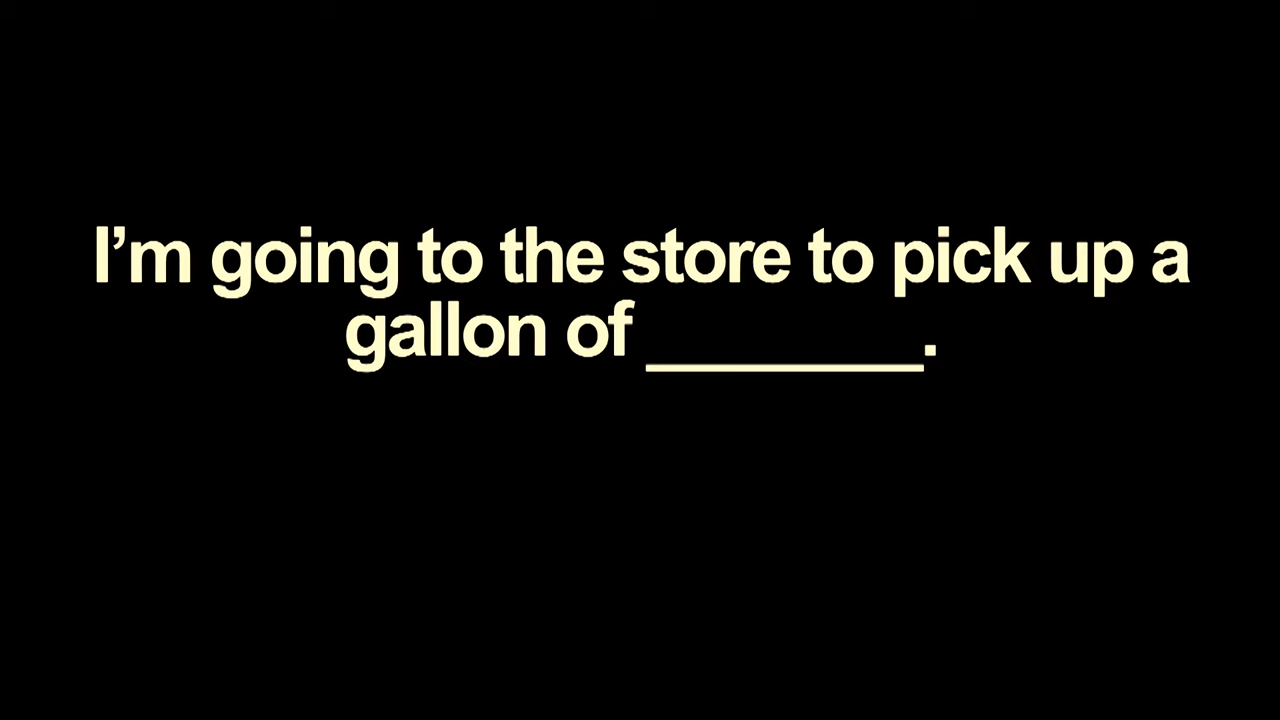 I’m going to the store to pick up a
gallon of ________.